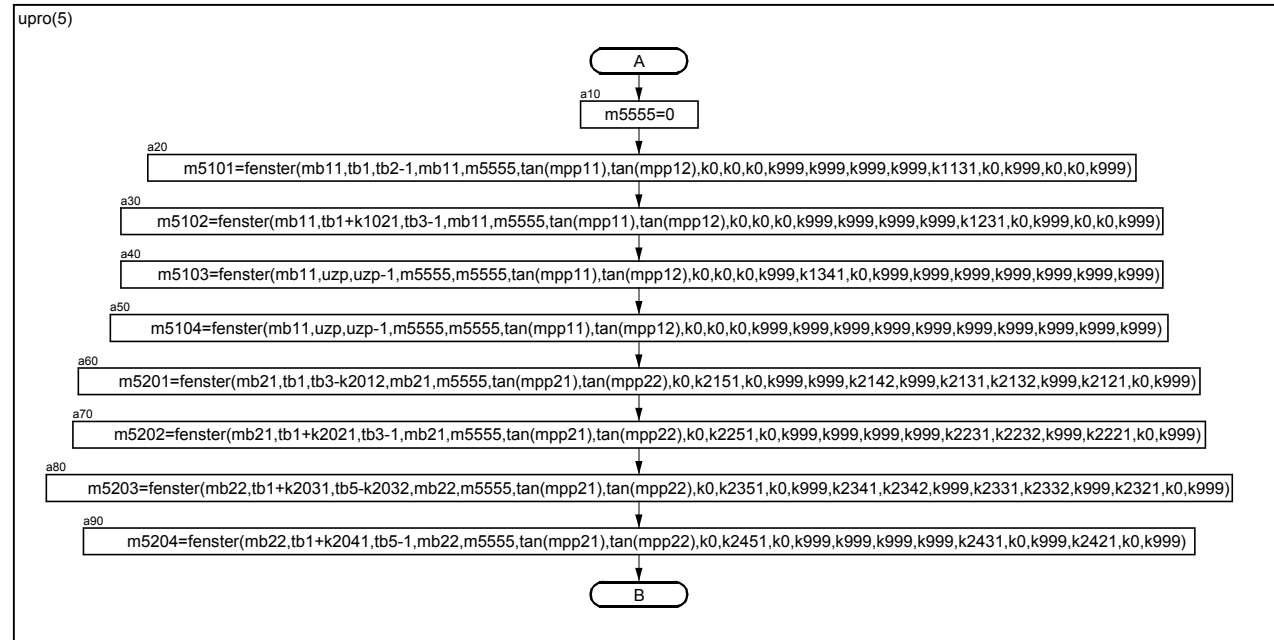 upro(5)
A
a10
m5555=0
a20
m5101=fenster(mb11,tb1,tb2-1,mb11,m5555,tan(mpp11),tan(mpp12),k0,k0,k0,k999,k999,k999,k999,k1131,k0,k999,k0,k0,k999)
a30
m5102=fenster(mb11,tb1+k1021,tb3-1,mb11,m5555,tan(mpp11),tan(mpp12),k0,k0,k0,k999,k999,k999,k999,k1231,k0,k999,k0,k0,k999)
a40
m5103=fenster(mb11,uzp,uzp-1,m5555,m5555,tan(mpp11),tan(mpp12),k0,k0,k0,k999,k1341,k0,k999,k999,k999,k999,k999,k999,k999)
a50
m5104=fenster(mb11,uzp,uzp-1,m5555,m5555,tan(mpp11),tan(mpp12),k0,k0,k0,k999,k999,k999,k999,k999,k999,k999,k999,k999,k999)
a60
m5201=fenster(mb21,tb1,tb3-k2012,mb21,m5555,tan(mpp21),tan(mpp22),k0,k2151,k0,k999,k999,k2142,k999,k2131,k2132,k999,k2121,k0,k999)
a70
m5202=fenster(mb21,tb1+k2021,tb3-1,mb21,m5555,tan(mpp21),tan(mpp22),k0,k2251,k0,k999,k999,k999,k999,k2231,k2232,k999,k2221,k0,k999)
a80
m5203=fenster(mb22,tb1+k2031,tb5-k2032,mb22,m5555,tan(mpp21),tan(mpp22),k0,k2351,k0,k999,k2341,k2342,k999,k2331,k2332,k999,k2321,k0,k999)
a90
m5204=fenster(mb22,tb1+k2041,tb5-1,mb22,m5555,tan(mpp21),tan(mpp22),k0,k2451,k0,k999,k999,k999,k999,k2431,k0,k999,k2421,k0,k999)
B